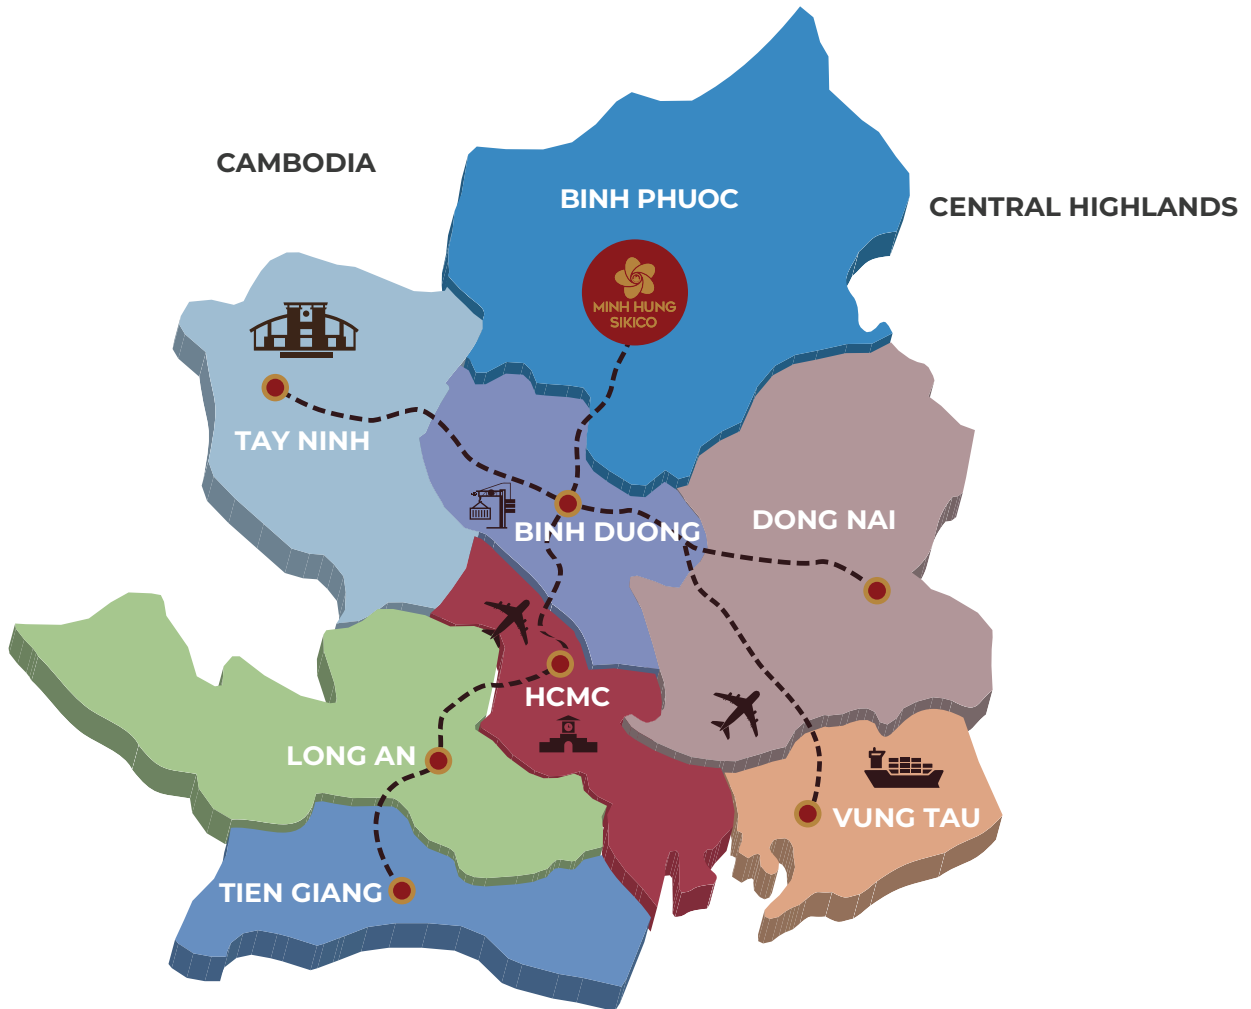 CAMBODIA
BINH PHUOC
CENTRAL HIGHLANDS
MINH HUNG
SIKICO
TAY NINH
DONG NAI
BINH DUONG
HCMC
LONG AN
VUNG TAU
TIEN GIANG